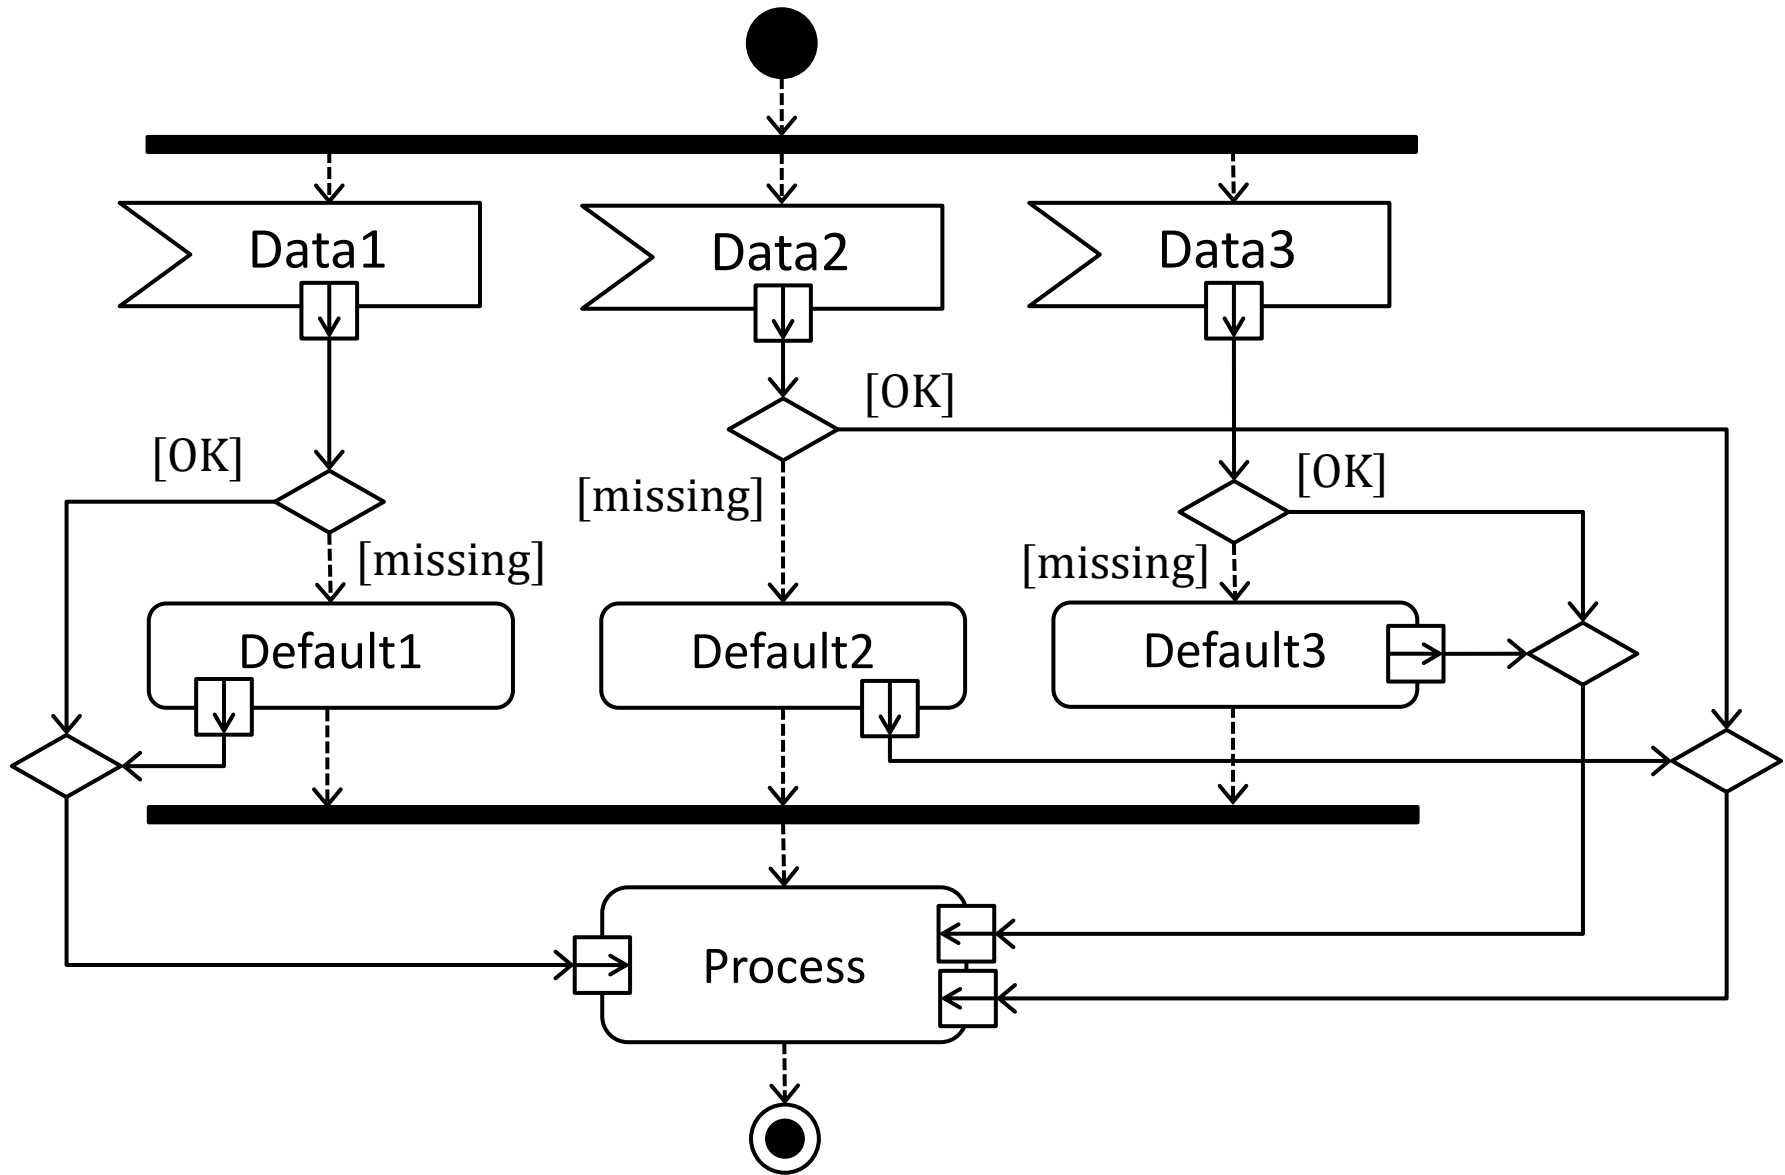 Data1
Data2
Data3
[OK]
[OK]
[OK]
[missing]
[missing]
[missing]
Default1
Default2
Default3
Process